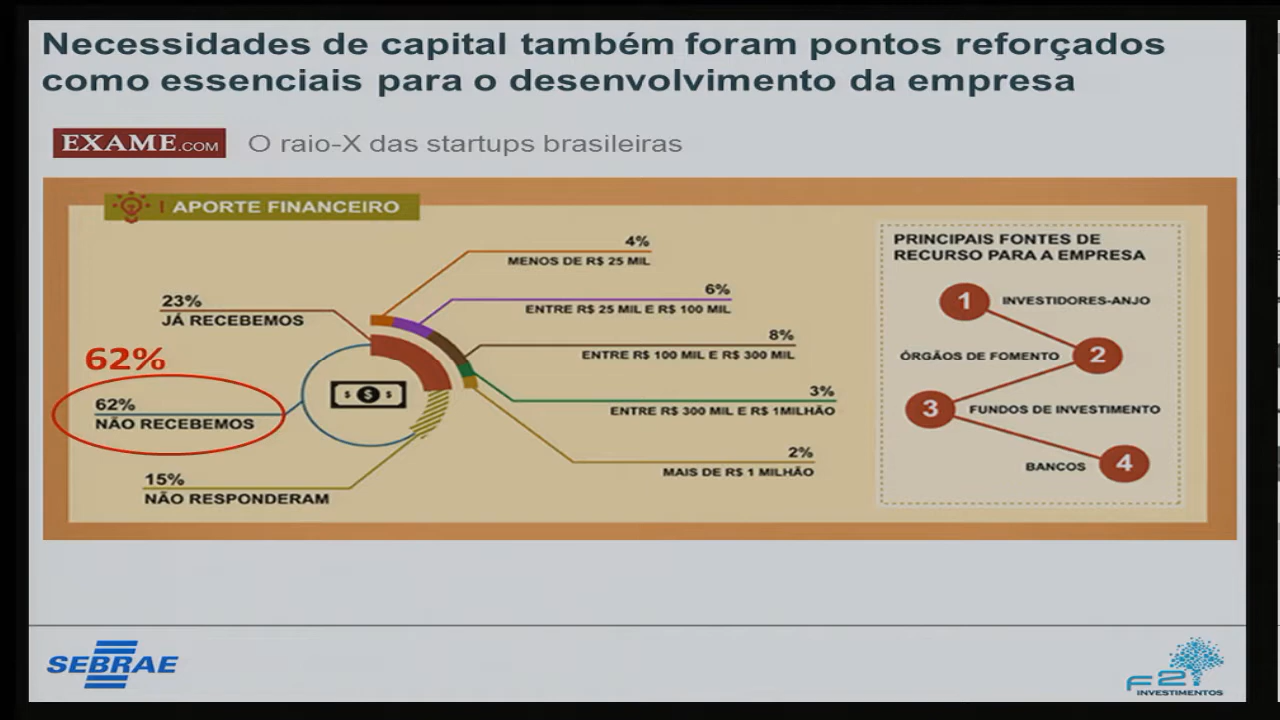 Necessidades de capital também foram pontos reforçados
como essenciais para o desenvolvimento da empresa
EXAME.COM
O raio-X das startups brasileiras
APORTE FINANCEIRO
4%
MENOS DE R$ 25 MIL
6%
ENTRE R$ 25 MIL E R$ 100 MIL
8%
ENTRE R$ 100 MIL E R$ 300 MIL
3%
ENTRE R$ 300 MIL E R$ 1MILHÃO
2%
MAIS DE R$ 1 MILHÃO
23%
JÁ RECEBEMOS
62%
62%
NÃO RECEBEMOS
15%
NÃO RESPONDERAM
$ $ $
PRINCIPAIS FONTES DE
RECURSO PARA A EMPRESA
1 INVESTIDORES-ANJO
ÓRGÃOS DE FOMENTO 2
3 FUNDOS DE INVESTIMENTO
BANCOS 4
SEBRAE
F2i
INVESTIMENTOS